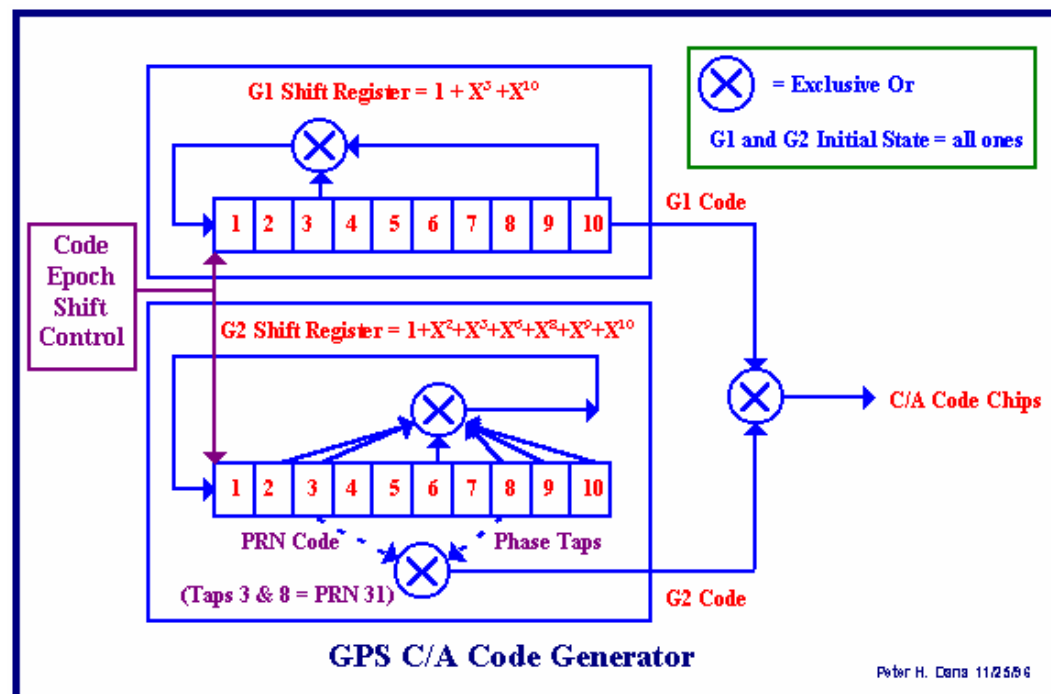 G1 Shift Register = 1 + X³ +X¹⁰
= Exclusive Or
G1 and G2 Initial State = all ones
1 2 3 4 5 6 7 8 9 10
G1 Code
Code
Epoch
Shift
Control
G2 Shift Register = 1+X²+X³+X⁶+X⁸+X⁹+X¹⁰
C/A Code Chips
1 2 3 4 5 6 7 8 9 10
PRN Code
Phase Taps
(Taps 3 & 8 = PRN 31)
G2 Code
GPS C/A Code Generator
Peter H. Dana 11/25/96